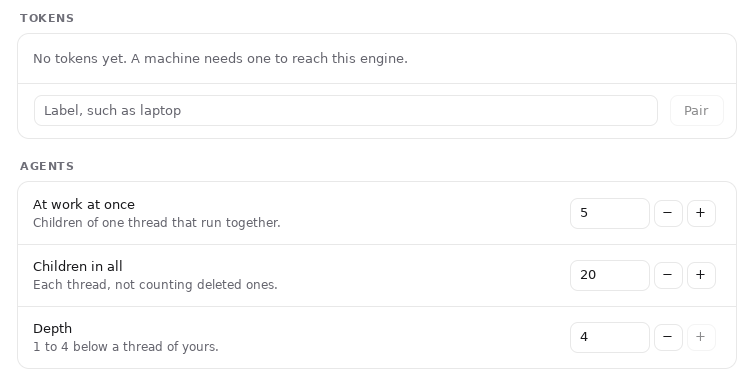 TOKENS
No tokens yet. A machine needs one to reach this engine.
Label, such as laptop
Pair
AGENTS
At work at once
Children of one thread that run together.
5 − +
Children in all
Each thread, not counting deleted ones.
20 − +
Depth
1 to 4 below a thread of yours.
4 − +